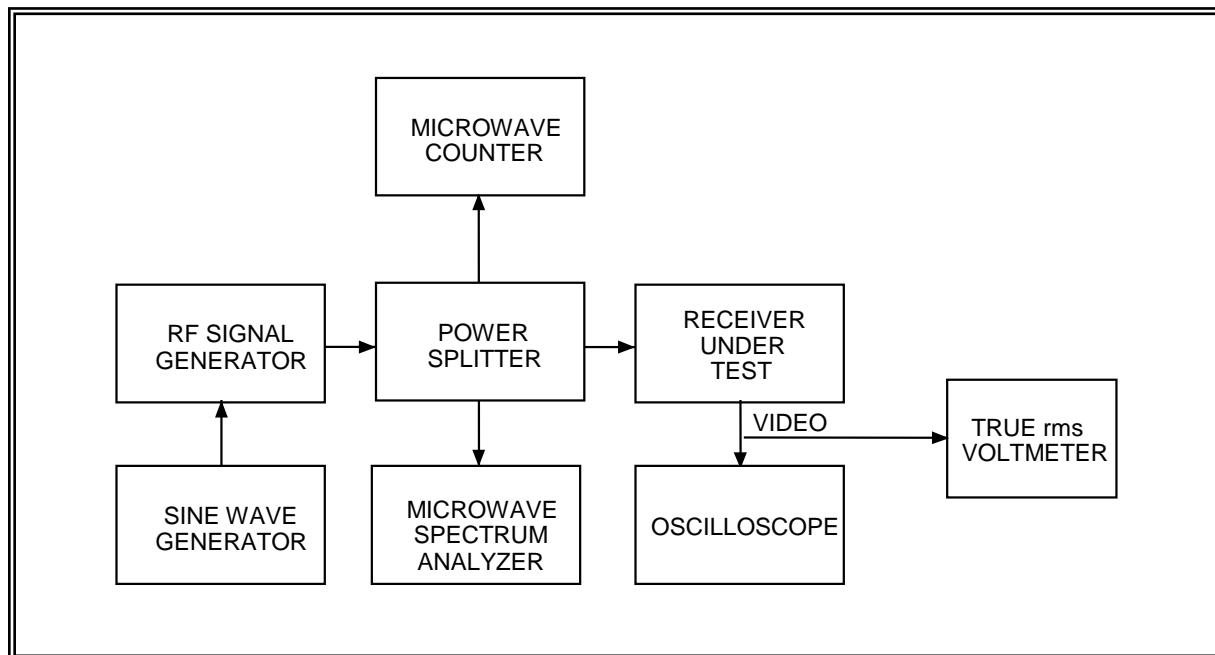 MICROWAVE
COUNTER
RF SIGNAL
GENERATOR
POWER
SPLITTER
RECEIVER
UNDER
TEST
VIDEO
TRUE rms
VOLTMETER
SINE WAVE
GENERATOR
MICROWAVE
SPECTRUM
ANALYZER
OSCILLOSCOPE